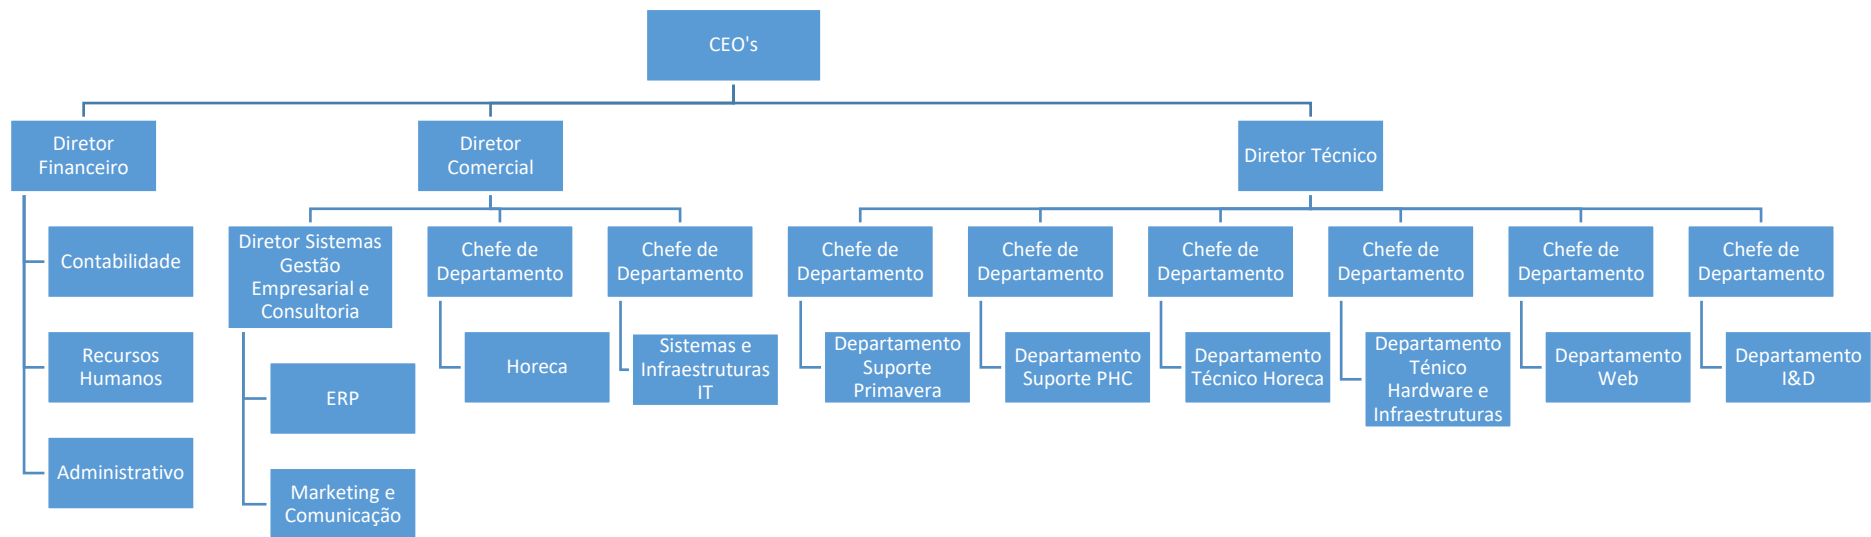 CEO's
Diretor
Financeiro
Diretor
Comercial
Diretor Técnico
Contabilidade
Recursos
Humanos
Administrativo
Diretor Sistemas
Gestão
Empresarial e
Consultoria
ERP
Marketing e
Comunicação
Chefe de
Departamento
Horeca
Chefe de
Departamento
Sistemas e
Infraestruturas
IT
Chefe de
Departamento
Departamento
Suporte
Primavera
Chefe de
Departamento
Departamento
Suporte PHC
Chefe de
Departamento
Departamento
Técnico Horeca
Chefe de
Departamento
Departamento
Ténico
Hardware e
Infraestruturas
Chefe de
Departamento
Departamento
Web
Chefe de
Departamento
Departamento
I&D